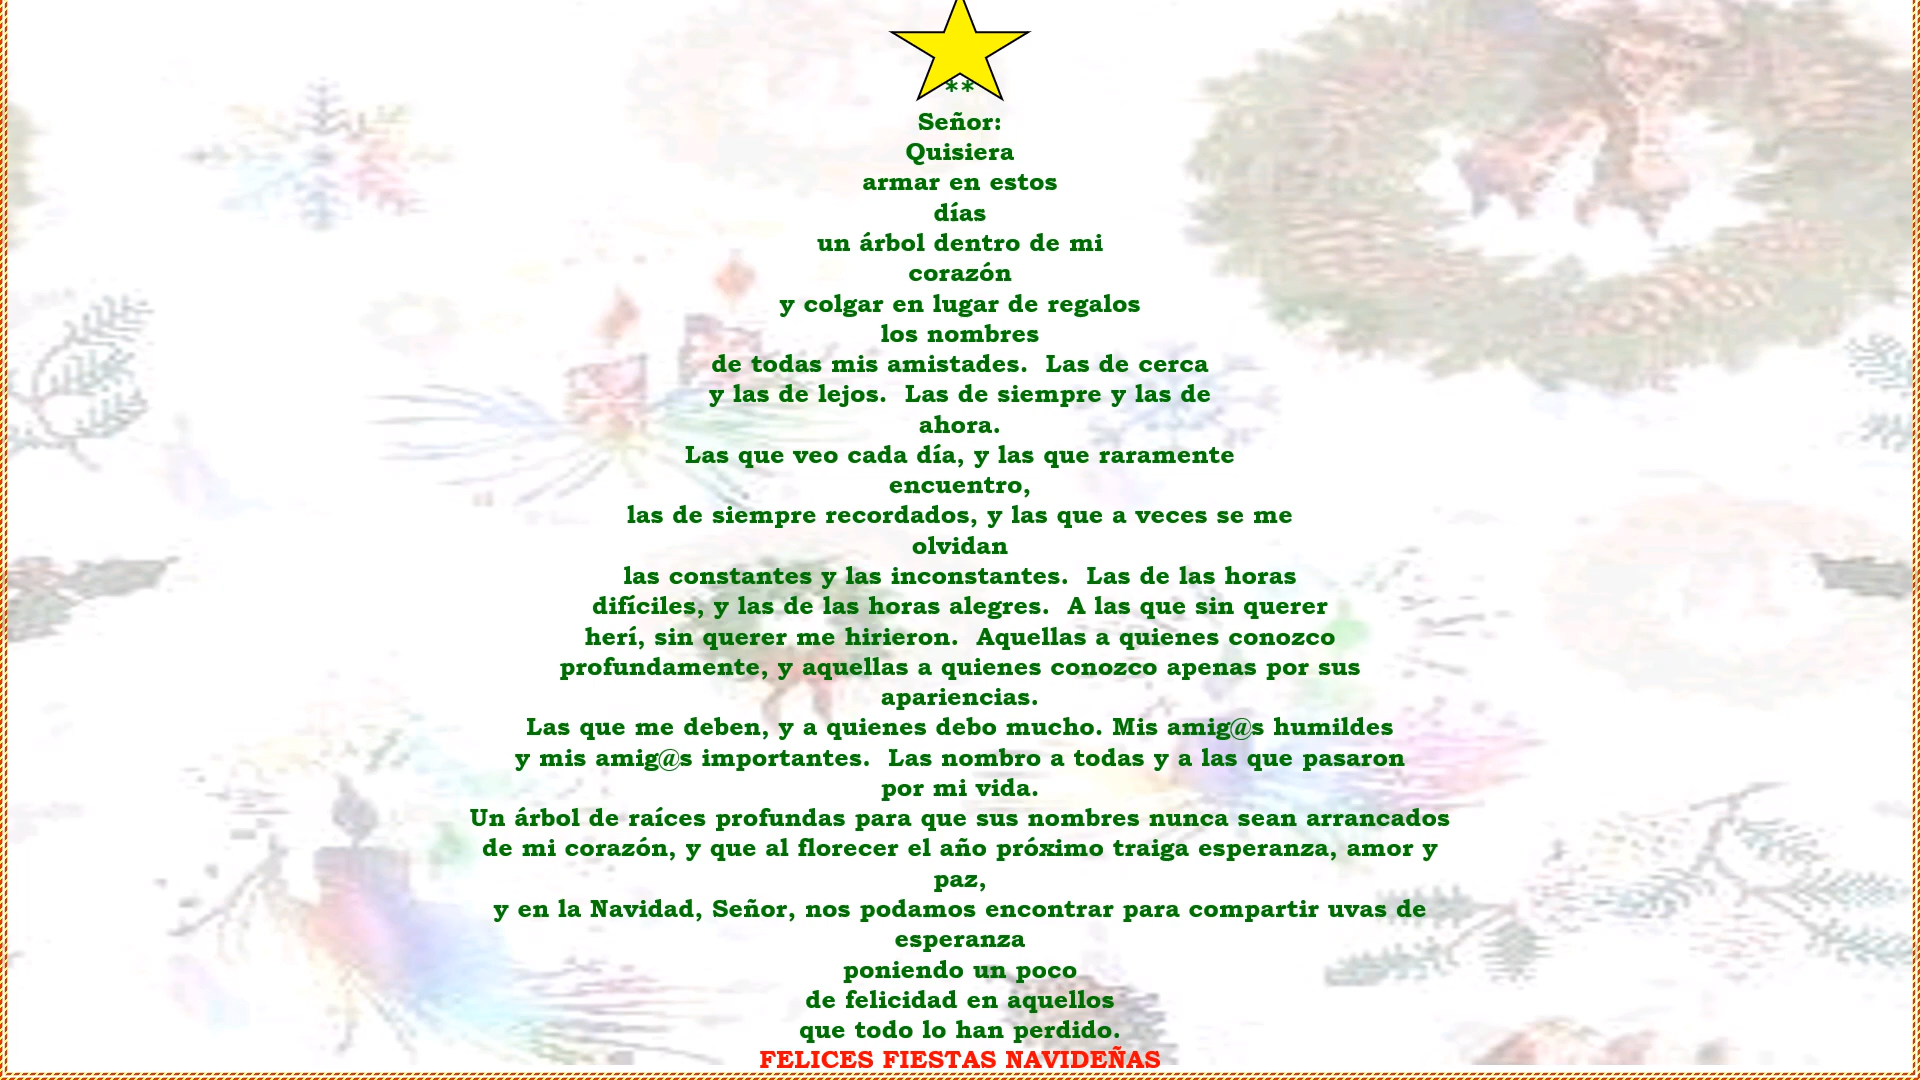 **
Señor:
Quisiera
armar en estos
días
un árbol dentro de mi
corazón
y colgar en lugar de regalos
los nombres
de todas mis amistades.  Las de cerca
y las de lejos.  Las de siempre y las de
ahora.
Las que veo cada día, y las que raramente
encuentro,
las de siempre recordados, y las que a veces se me
olvidan
las constantes y las inconstantes.  Las de las horas
difíciles, y las de las horas alegres.  A las que sin querer
herí, sin querer me hirieron.  Aquellas a quienes conozco
profundamente, y aquellas a quienes conozco apenas por sus
apariencias.
Las que me deben, y a quienes debo mucho. Mis amig@s humildes
y mis amig@s importantes.  Las nombro a todas y a las que pasaron
por mi vida.
Un árbol de raíces profundas para que sus nombres nunca sean arrancados
de mi corazón, y que al florecer el año próximo traiga esperanza, amor y
paz,
y en la Navidad, Señor, nos podamos encontrar para compartir uvas de
esperanza
poniendo un poco
de felicidad en aquellos
que todo lo han perdido.
FELICES FIESTAS NAVIDEÑAS